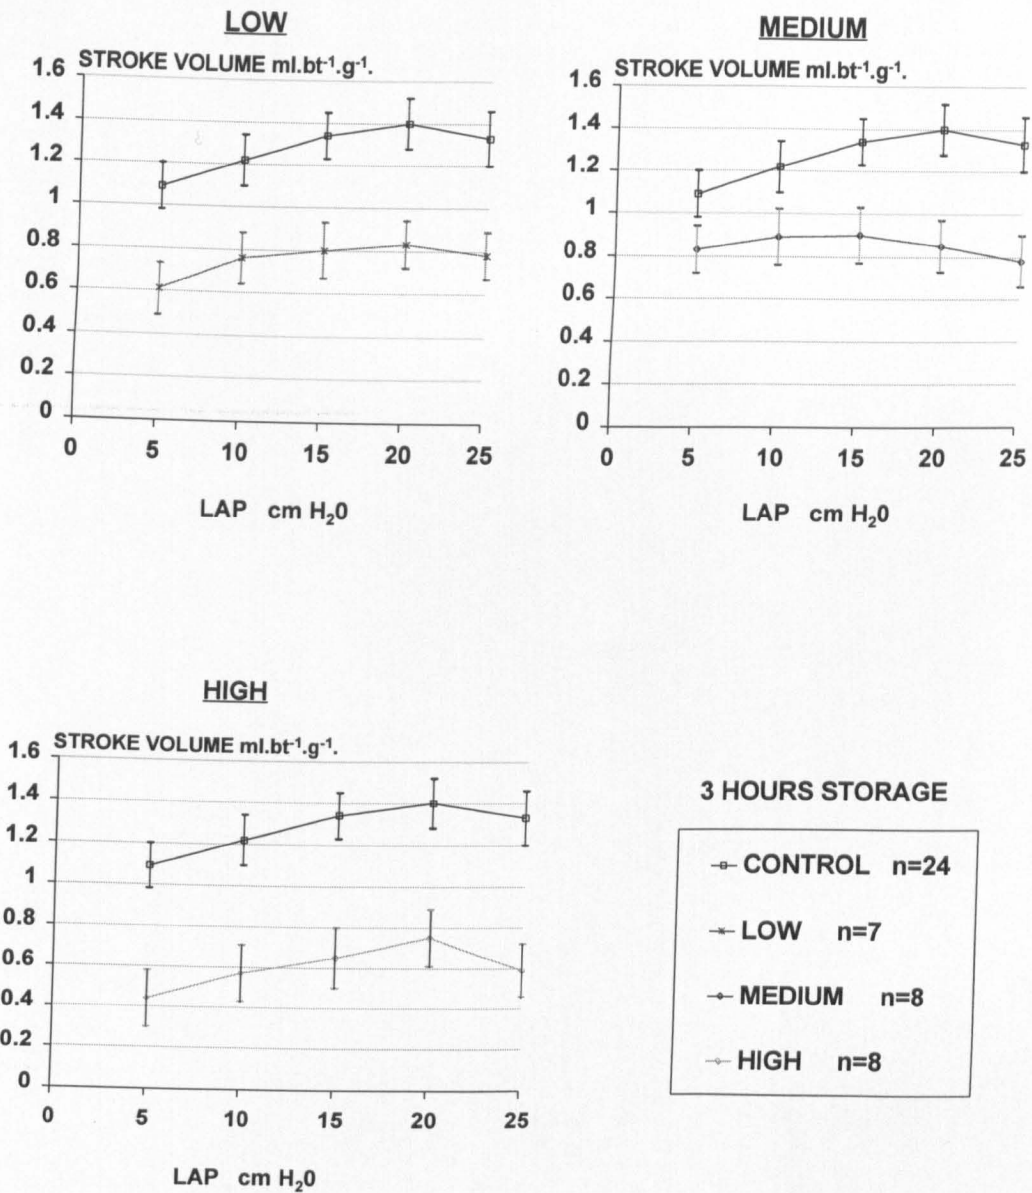 LOW
STROKE VOLUME ml.bt⁻¹.g⁻¹.
1.6
1.4
1.2
1
0.8
0.6
0.4
0.2
0
0 5 10 15 20 25
LAP cm H₂0
MEDIUM
STROKE VOLUME ml.bt⁻¹.g⁻¹.
1.6
1.4
1.2
1
0.8
0.6
0.4
0.2
0
0 5 10 15 20 25
LAP cm H₂0
HIGH
STROKE VOLUME ml.bt⁻¹.g⁻¹.
1.6
1.4
1.2
1
0.8
0.6
0.4
0.2
0
0 5 10 15 20 25
LAP cm H₂0
3 HOURS STORAGE
CONTROL n=24
LOW n=7
MEDIUM n=8
HIGH n=8